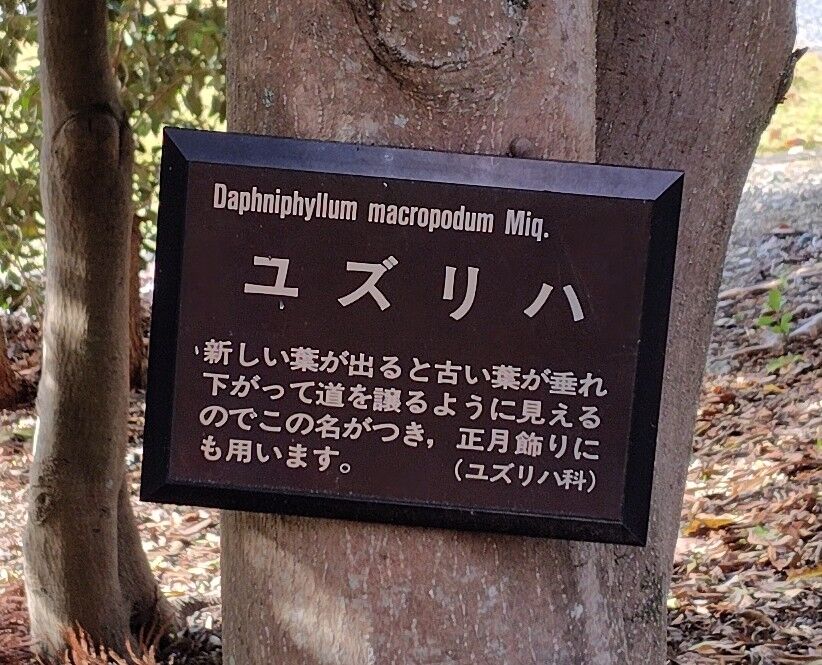 Daphniphyllum macropodum Miq.
ユズリハ
新しい葉が出ると古い葉が垂れ
下がって道を譲るように見える
のでこの名がつき，正月飾りに
も用います。　　　（ユズリハ科）